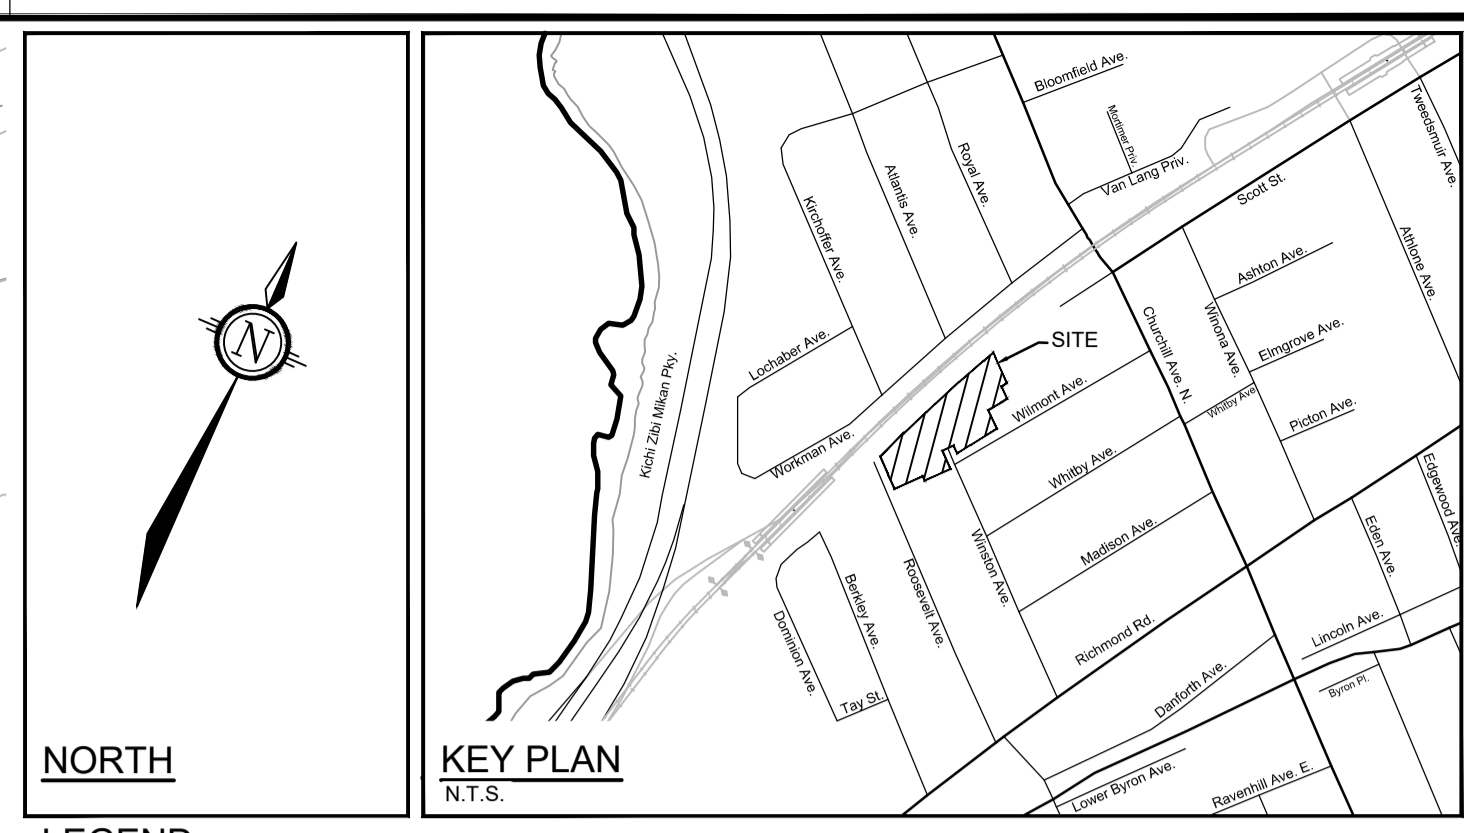 N
NORTH
KEY PLAN
N.T.S.
SITE
Bloomfield Ave.
Mortimer Priv.
Van Lang Priv.
Scott St.
Tweedsmuir Ave.
Athlone Ave.
Royal Ave.
Atlantis Ave.
Kirchoffer Ave.
Ashton Ave.
Winona Ave.
Elmgrove Ave.
Churchill Ave. N.
Whitby Ave
Picton Ave.
Lochaber Ave.
Kichi Zibi Mikan Pky.
Workman Ave.
Wilmont Ave.
Whitby Ave.
Madison Ave.
Winston Ave.
Roosevelt Ave.
Berkley Ave.
Dominion Ave.
Tay St.
Richmond Rd.
Danforth Ave.
Edgewood Ave.
Eden Ave.
Lincoln Ave.
Byron Pl.
Lower Byron Ave.
Ravenhill Ave. E.
LEGEND